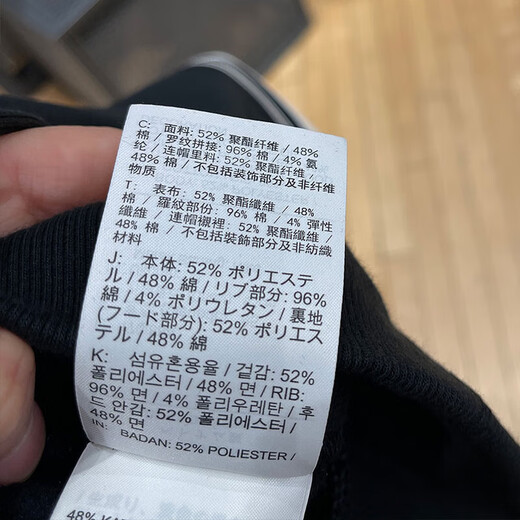 C: 面料: 52% 聚酯纤维 / 48%
棉 / 罗纹拼接: 96% 棉 / 4% 氨
纶 / 连帽里料: 52% 聚酯纤维 /
48% 棉 / 不包括装饰部分及非纤维
物质
T: 表布: 52% 聚酯纖維 / 48%
棉 / 羅紋部份: 96% 棉 / 4% 彈性
纖維 / 連帽襯裡: 52% 聚酯纖維 /
48% 棉 / 不包括裝飾部分及非紡織
材料
J: 本体: 52% ポリエステ
ル / 48% 綿 / リブ部分: 96%
綿 / 4% ポリウレタン / 裏地
(フード部分): 52% ポリエス
テル / 48% 綿
K: 섬유혼용율 / 겉감: 52%
폴리에스터 / 48% 면 / RIB:
96% 면 / 4% 폴리우레탄 / 후
드 안감: 52% 폴리에스터 /
48% 면
IN: BADAN: 52% POLIESTER /
48%